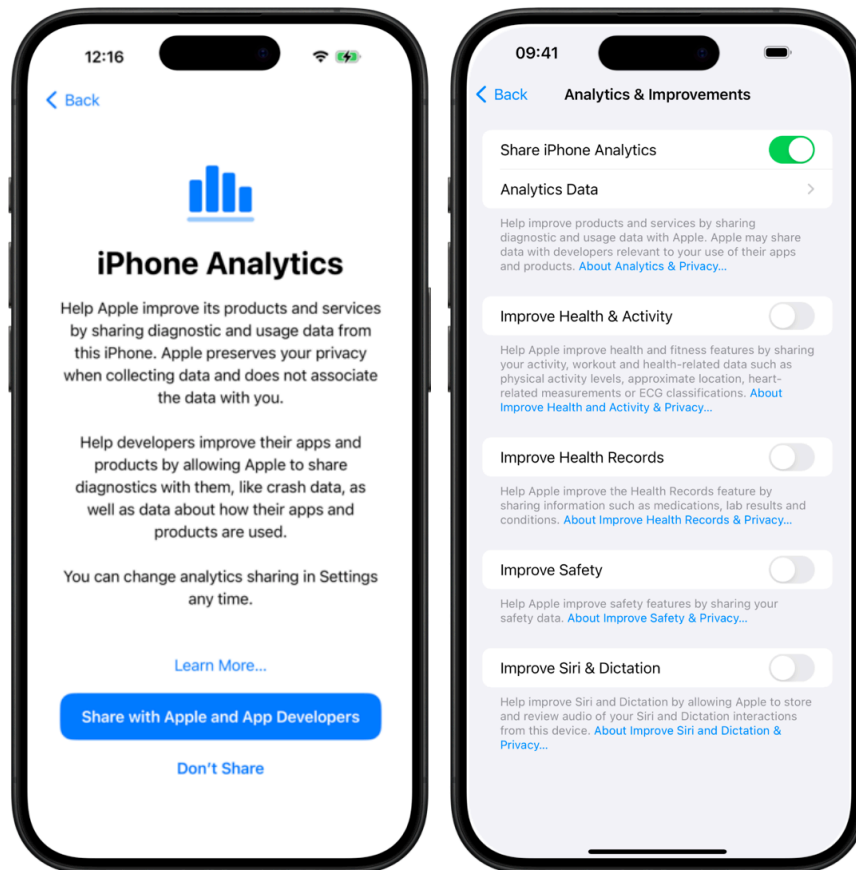 12:16
Back
iPhone Analytics
Help Apple improve its products and services
by sharing diagnostic and usage data from
this iPhone. Apple preserves your privacy
when collecting data and does not associate
the data with you.
Help developers improve their apps and
products by allowing Apple to share
diagnostics with them, like crash data, as
well as data about how their apps and
products are used.
You can change analytics sharing in Settings
any time.
Learn More...
Share with Apple and App Developers
Don't Share
09:41
Back Analytics & Improvements
Share iPhone Analytics
Analytics Data
Help improve products and services by sharing
diagnostic and usage data with Apple. Apple may share
data with developers relevant to your use of their apps
and products. About Analytics & Privacy...
Improve Health & Activity
Help Apple improve health and fitness features by sharing
your activity, workout and health-related data such as
physical activity levels, approximate location, heart-
related measurements or ECG classifications. About
Improve Health and Activity & Privacy...
Improve Health Records
Help Apple improve the Health Records feature by
sharing information such as medications, lab results and
conditions. About Improve Health Records & Privacy...
Improve Safety
Help Apple improve safety features by sharing your
safety data. About Improve Safety & Privacy...
Improve Siri & Dictation
Help improve Siri and Dictation by allowing Apple to store
and review audio of your Siri and Dictation interactions
from this device. About Improve Siri and Dictation &
Privacy...